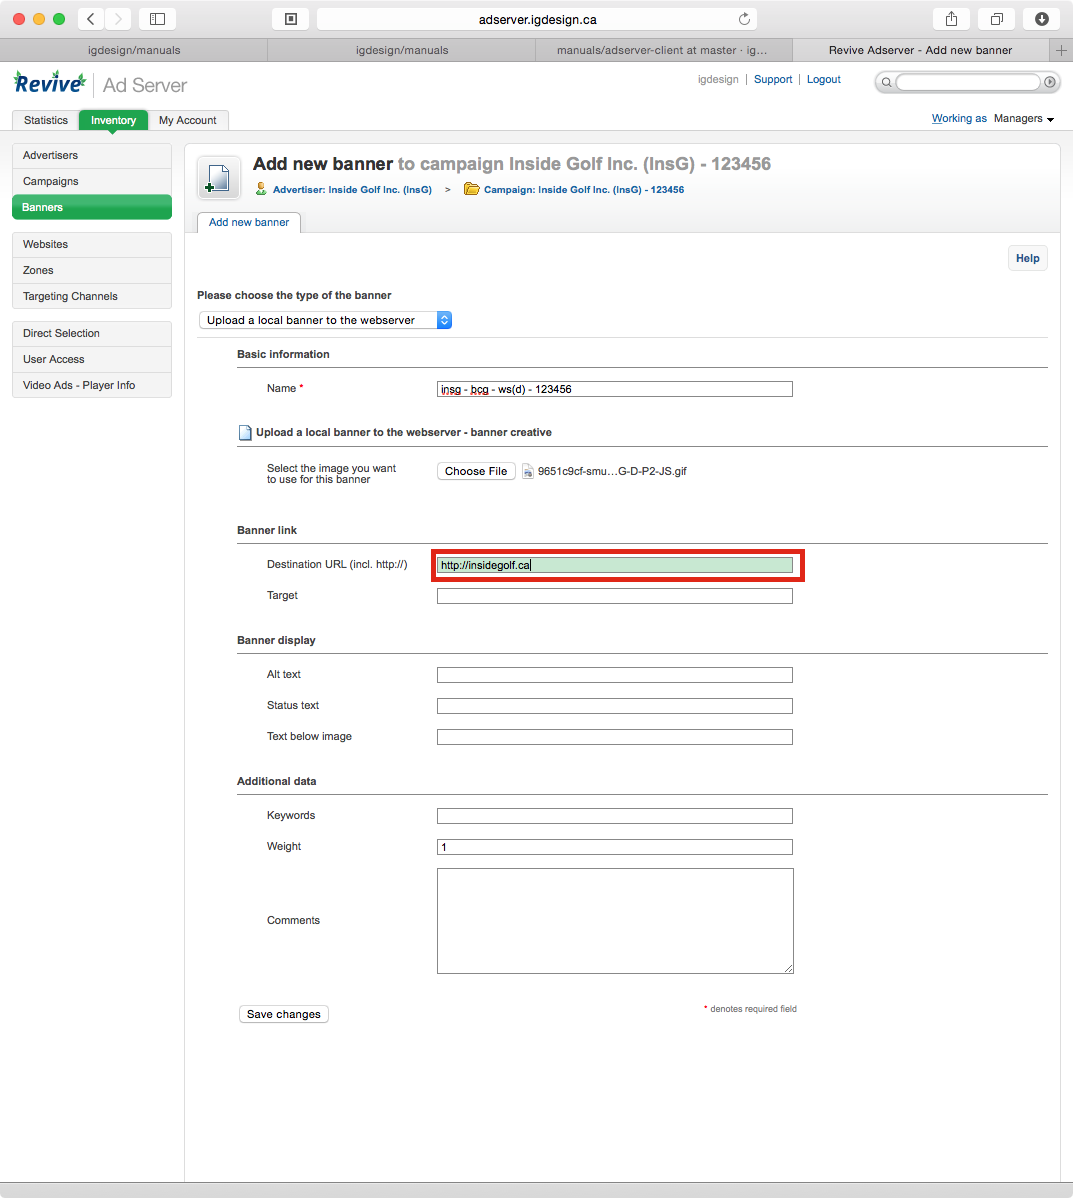 adserver.igdesign.ca
igdesign/manuals
igdesign/manuals
manuals/adserver-client at master · ig…
Revive Adserver - Add new banner
Revive Ad Server
igdesign | Support | Logout
Statistics
Inventory
My Account
Working as Managers
Advertisers
Campaigns
Banners
Websites
Zones
Targeting Channels
Direct Selection
User Access
Video Ads - Player Info
Add new banner to campaign Inside Golf Inc. (InsG) - 123456
Advertiser: Inside Golf Inc. (InsG) > Campaign: Inside Golf Inc. (InsG) - 123456
Add new banner
Help
Please choose the type of the banner
Upload a local banner to the webserver
Basic information
Name * insg - bcg - ws(d) - 123456
Upload a local banner to the webserver - banner creative
Select the image you want
to use for this banner
Choose File 9651c9cf-smu…G-D-P2-JS.gif
Banner link
Destination URL (incl. http://) http://insidegolf.ca
Target
Banner display
Alt text
Status text
Text below image
Additional data
Keywords
Weight 1
Comments
Save changes
* denotes required field